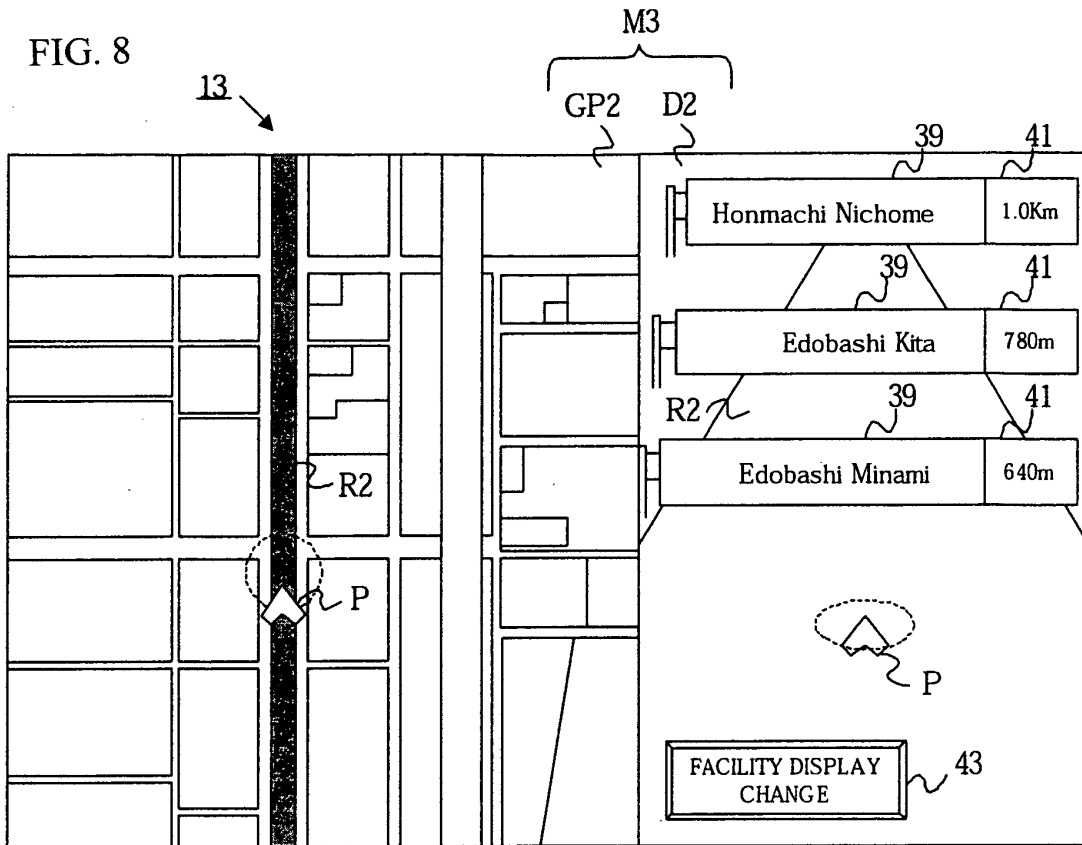 FIG. 8
M3
13
GP2 D2
39 41
Honmachi Nichome 1.0Km
39 41
Edobashi Kita 780m
R2 39 41
Edobashi Minami 640m
R2
P
P
FACILITY DISPLAY
CHANGE
43